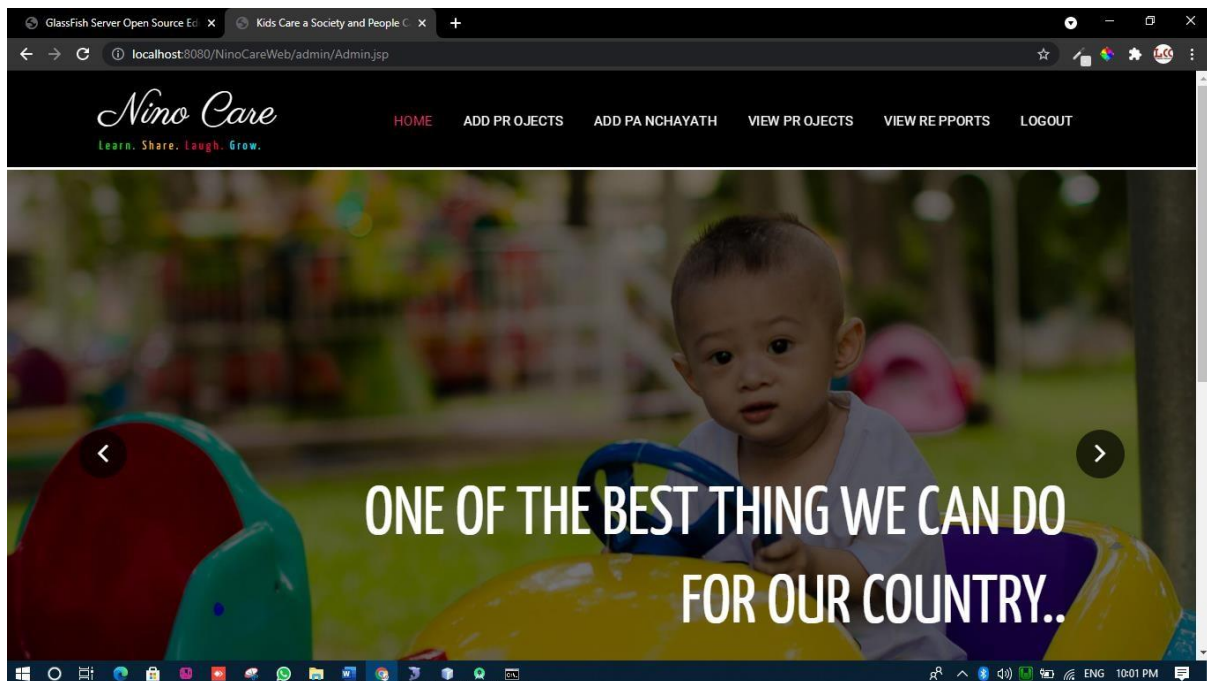 GlassFish Server Open Source Ed
Kids Care a Society and People C
localhost:8080/NinoCareWeb/admin/Admin.jsp
Nino Care
Learn. Share. Laugh. Grow.
HOME ADD PR OJECTS ADD PA NCHAYATH VIEW PR OJECTS VIEW RE PPORTS LOGOUT
ONE OF THE BEST THING WE CAN DO
FOR OUR COUNTRY..
ENG 10:01 PM